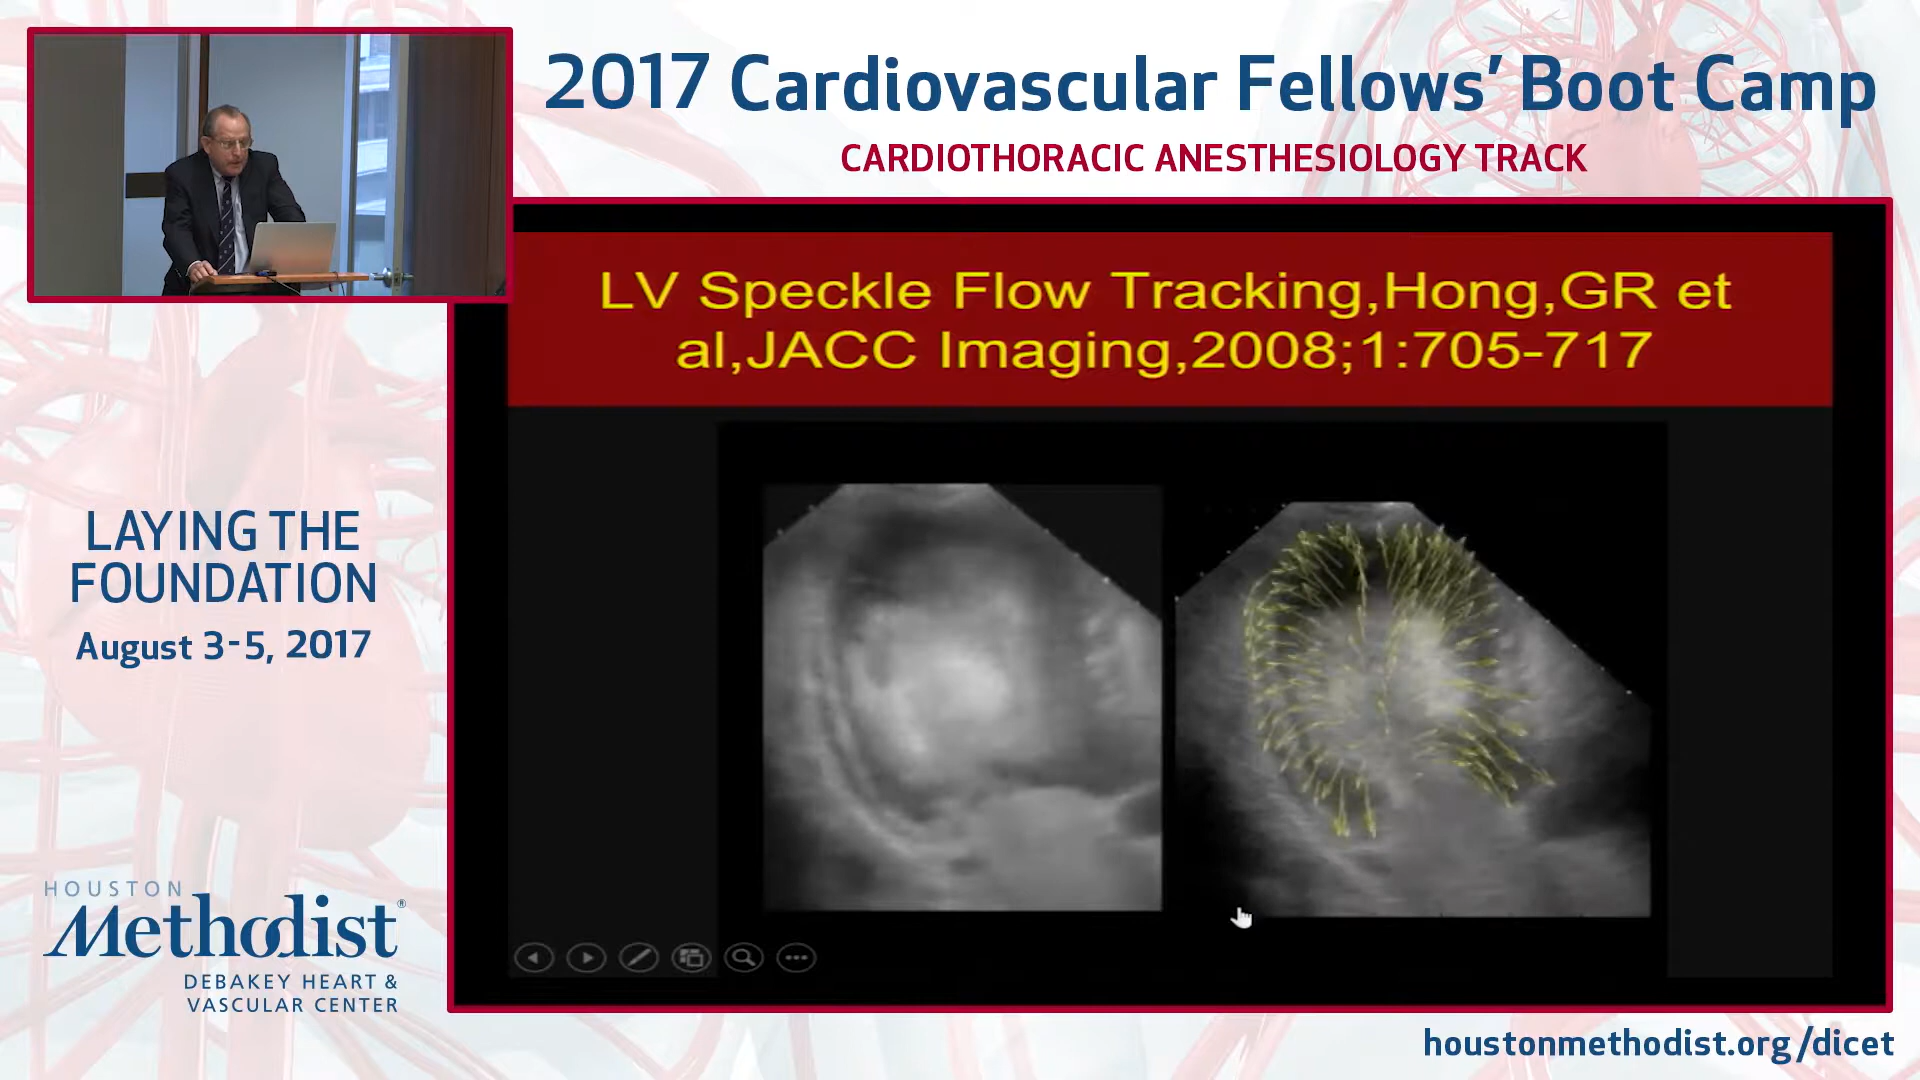 2017 Cardiovascular Fellows’ Boot Camp
CARDIOTHORACIC ANESTHESIOLOGY TRACK
LV Speckle Flow Tracking,Hong,GR et
al,JACC Imaging,2008;1:705-717
LAYING THE
FOUNDATION
August 3-5, 2017
HOUSTON
Methodist®
DEBAKEY HEART &
VASCULAR CENTER
houstonmethodist.org/dicet